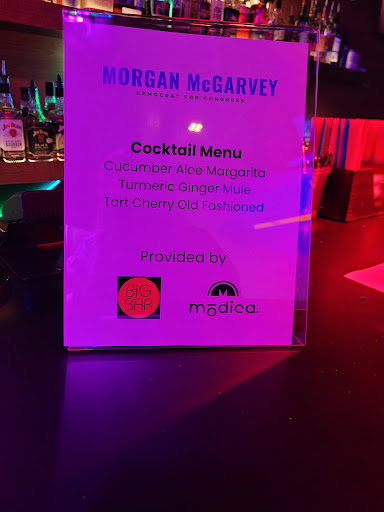 MORGAN McGARVEY
DEMOCRAT FOR CONGRESS
Cocktail Menu
Cucumber Aloe Margarita
Turmeric Ginger Mule
Tart Cherry Old Fashioned
Provided by
BIG
BAR
mōdica.